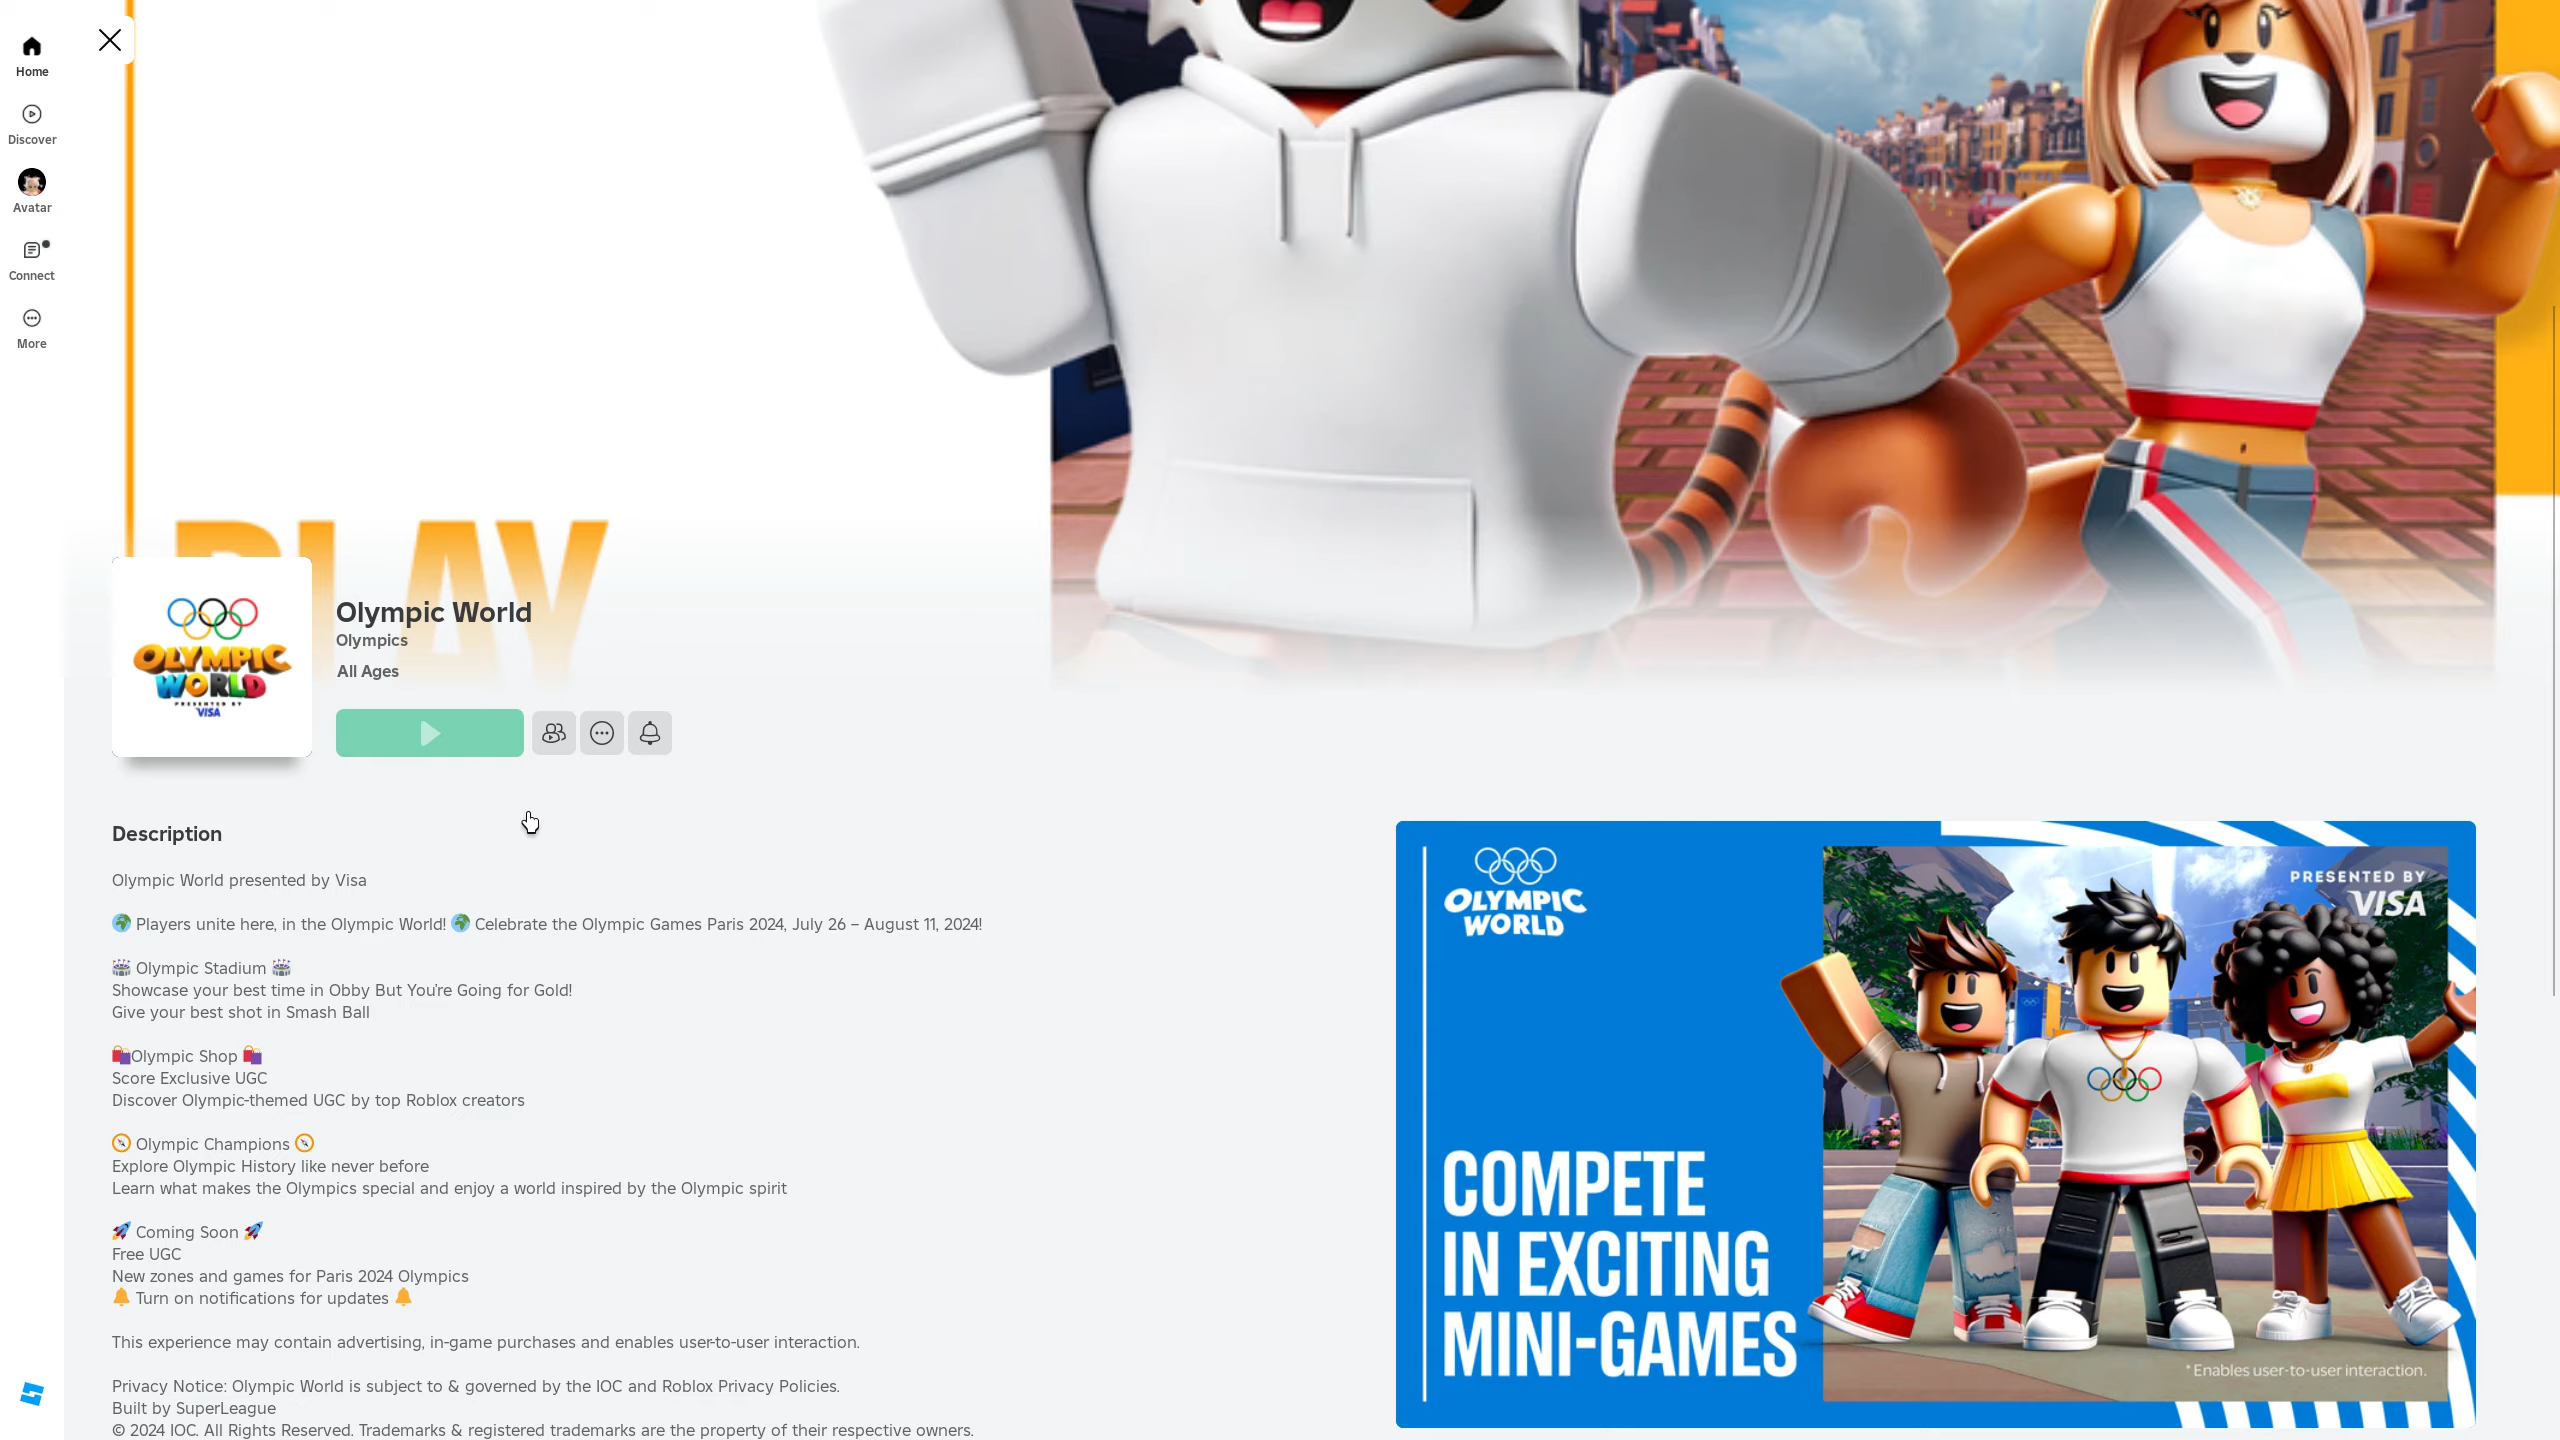 Home
Discover
Avatar
Connect
More
PLAY
OLYMPIC
WORLD
PRESENTED BY
VISA
Olympic World
Olympics
All Ages
Description
Olympic World presented by Visa
🌍 Players unite here, in the Olympic World! 🌍 Celebrate the Olympic Games Paris 2024, July 26 – August 11, 2024!
🏟 Olympic Stadium 🏟
Showcase your best time in Obby But You're Going for Gold!
Give your best shot in Smash Ball
🛍Olympic Shop 🛍
Score Exclusive UGC
Discover Olympic-themed UGC by top Roblox creators
🧭 Olympic Champions 🧭
Explore Olympic History like never before
Learn what makes the Olympics special and enjoy a world inspired by the Olympic spirit
🚀 Coming Soon 🚀
Free UGC
New zones and games for Paris 2024 Olympics
🔔 Turn on notifications for updates 🔔
This experience may contain advertising, in-game purchases and enables user-to-user interaction.
Privacy Notice: Olympic World is subject to & governed by the IOC and Roblox Privacy Policies.
Built by SuperLeague
© 2024 IOC. All Rights Reserved. Trademarks & registered trademarks are the property of their respective owners.
OLYMPIC
WORLD
PRESENTED BY
VISA
COMPETE
IN EXCITING
MINI-GAMES
* Enables user-to-user interaction.